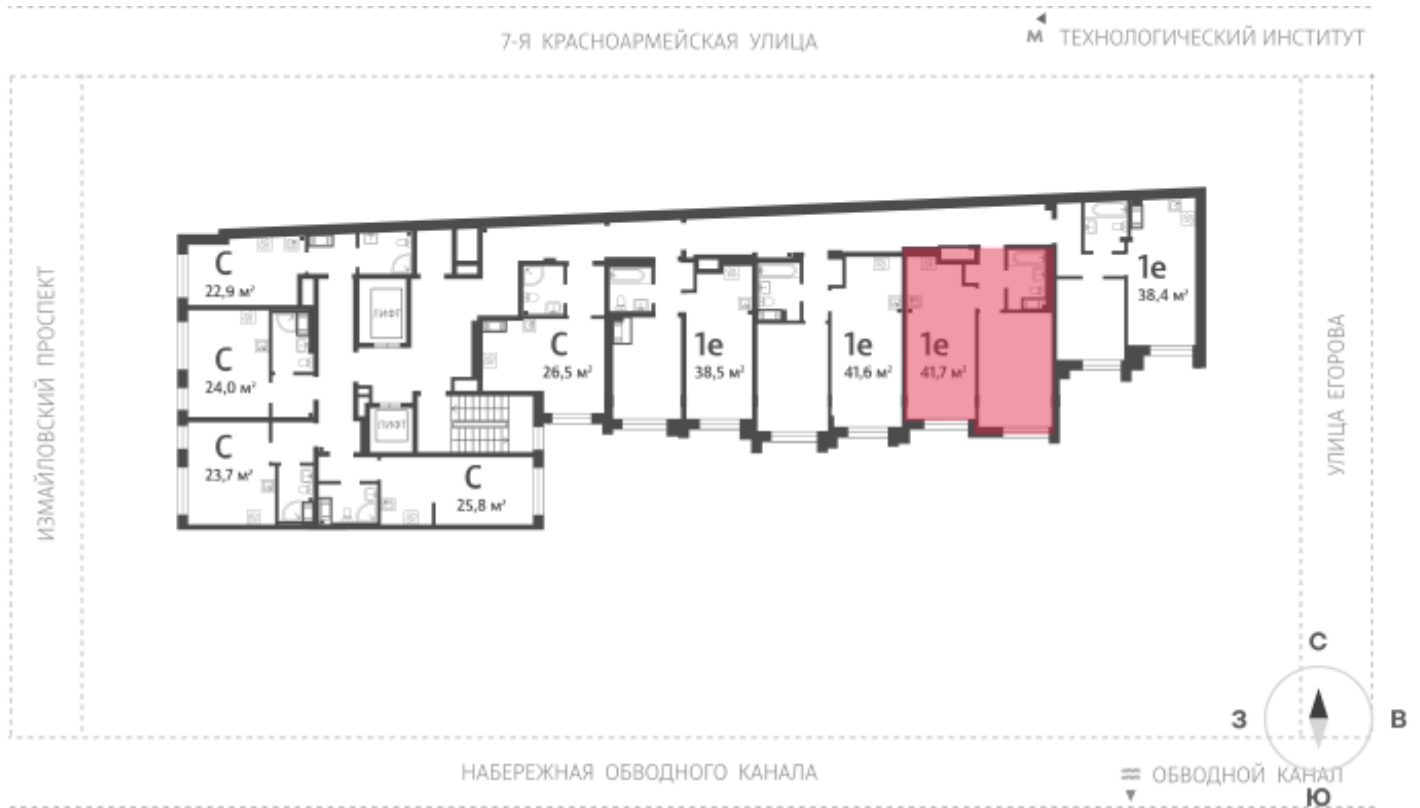 7-Я КРАСНОАРМЕЙСКАЯ УЛИЦА
М ТЕХНОЛОГИЧЕСКИЙ ИНСТИТУТ
ИЗМАЙЛОВСКИЙ ПРОСПЕКТ
С
22,9 м²
ЛИФТ
С
24,0 м²
С
26,5 м²
1е
38,5 м²
1е
41,6 м²
1е
41,7 м²
1е
38,4 м²
ЛИФТ
С
23,7 м²
С
25,8 м²
УЛИЦА ЕГОРОВА
С
З
В
Ю
НАБЕРЕЖНАЯ ОБВОДНОГО КАНАЛА
ОБВОДНОЙ КАНАЛ